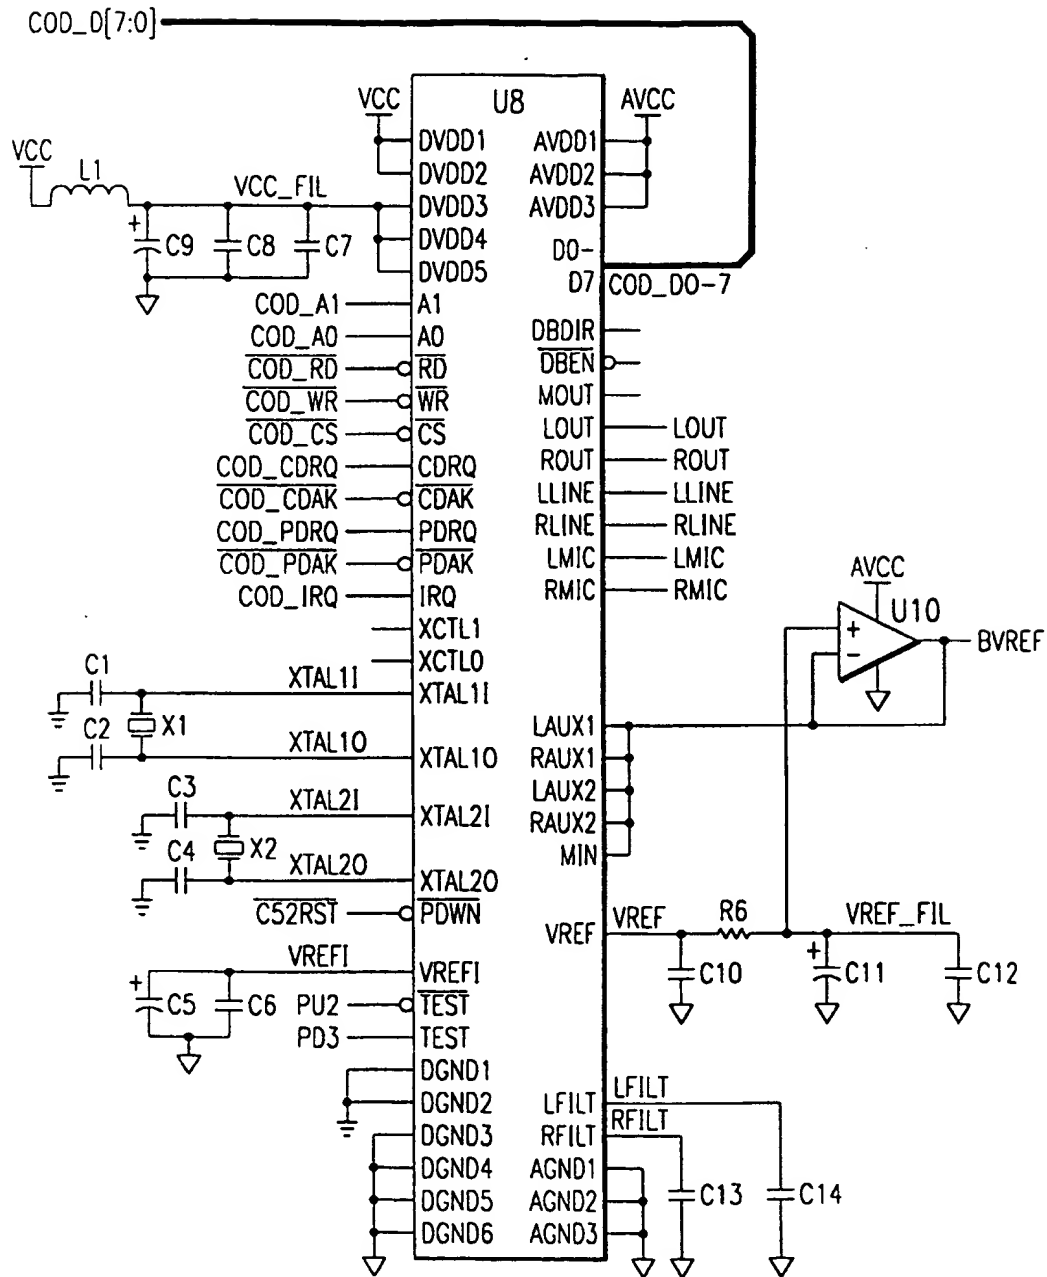 COD_D[7:0]
U8
VCC
AVCC
DVDD1
AVDD1
VCC
L1
DVDD2
AVDD2
VCC_FIL
DVDD3
AVDD3
+
C9
C8
C7
DVDD4
D0-
DVDD5
D7
COD_D0-7
COD_A1
A1
COD_A0
A0
DBDIR
COD_RD
RD
DBEN
COD_WR
WR
MOUT
COD_CS
CS
LOUT
LOUT
COD_CDRQ
CDRQ
ROUT
ROUT
COD_CDAK
CDAK
LLINE
LLINE
COD_PDRQ
PDRQ
RLINE
RLINE
COD_PDAK
PDAK
LMIC
LMIC
COD_IRQ
IRQ
RMIC
RMIC
AVCC
U10
+
-
BVREF
XCTL1
XCTL0
C1
XTAL1I
XTAL1I
X1
C2
XTAL1O
XTAL1O
LAUX1
RAUX1
C3
XTAL2I
XTAL2I
LAUX2
RAUX2
X2
C4
XTAL2O
XTAL2O
MIN
C52RST
PDWN
VREF
VREF
R6
VREF_FIL
VREFI
VREFI
C10
+
C11
C12
+
C5
C6
PU2
TEST
PD3
TEST
DGND1
DGND2
LFILT
LFILT
DGND3
RFILT
RFILT
DGND4
AGND1
DGND5
AGND2
C13
C14
DGND6
AGND3